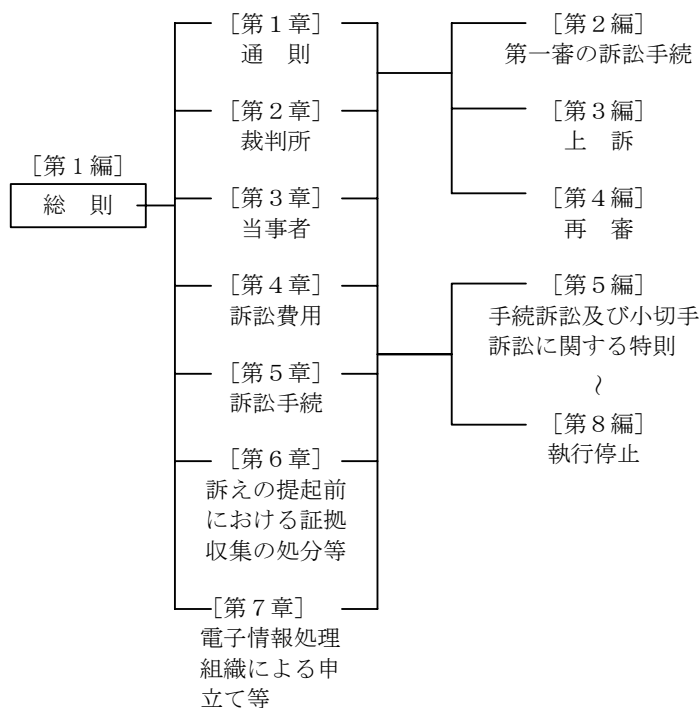 ［第１編］
総　則
［第１章］
通　則
［第２章］
裁判所
［第３章］
当事者
［第４章］
訴訟費用
［第５章］
訴訟手続
［第６章］
訴えの提起前
における証拠
収集の処分等
［第７章］
電子情報処理
組織による申
立て等
［第２編］
第一審の訴訟手続
［第３編］
上　訴
［第４編］
再　審
［第５編］
手続訴訟及び小切手
訴訟に関する特則
～
［第８編］
執行停止